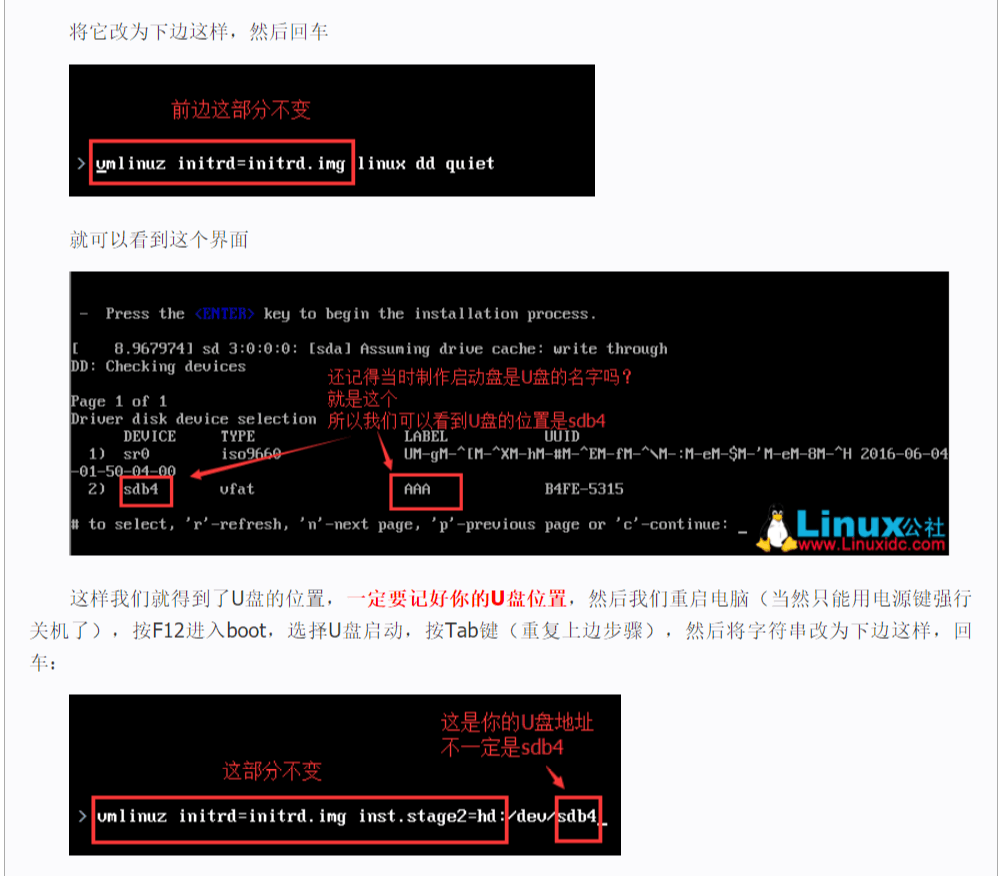 将它改为下边这样，然后回车
前边这部分不变
> vmlinuz initrd=initrd.img linux dd quiet
就可以看到这个界面
- Press the <ENTER> key to begin the installation process.
[ 8.967974] sd 3:0:0:0: [sda] Assuming drive cache: write through
DD: Checking devices
还记得当时制作启动盘是U盘的名字吗？
就是这个
所以我们可以看到U盘的位置是sdb4
Page 1 of 1
Driver disk device selection
DEVICE TYPE LABEL UUID
1) sr0 iso9660 UM-gM-^[M-^XM-hM-#M-^EM-fM-^\M-:M-eM-$M-'M-eM-8M-^H 2016-06-04
-01-50-04-00
2) sdb4 vfat AAA B4FE-5315
# to select, 'r'-refresh, 'n'-next page, 'p'-previous page or 'c'-continue: _
Linux公社
www.Linuxidc.com
这样我们就得到了U盘的位置，一定要记好你的U盘位置，然后我们重启电脑（当然只能用电源键强行
关机了），按F12进入boot，选择U盘启动，按Tab键（重复上边步骤），然后将字符串改为下边这样，回
车：
这是你的U盘地址
不一定是sdb4
这部分不变
> vmlinuz initrd=initrd.img inst.stage2=hd:/dev/sdb4_